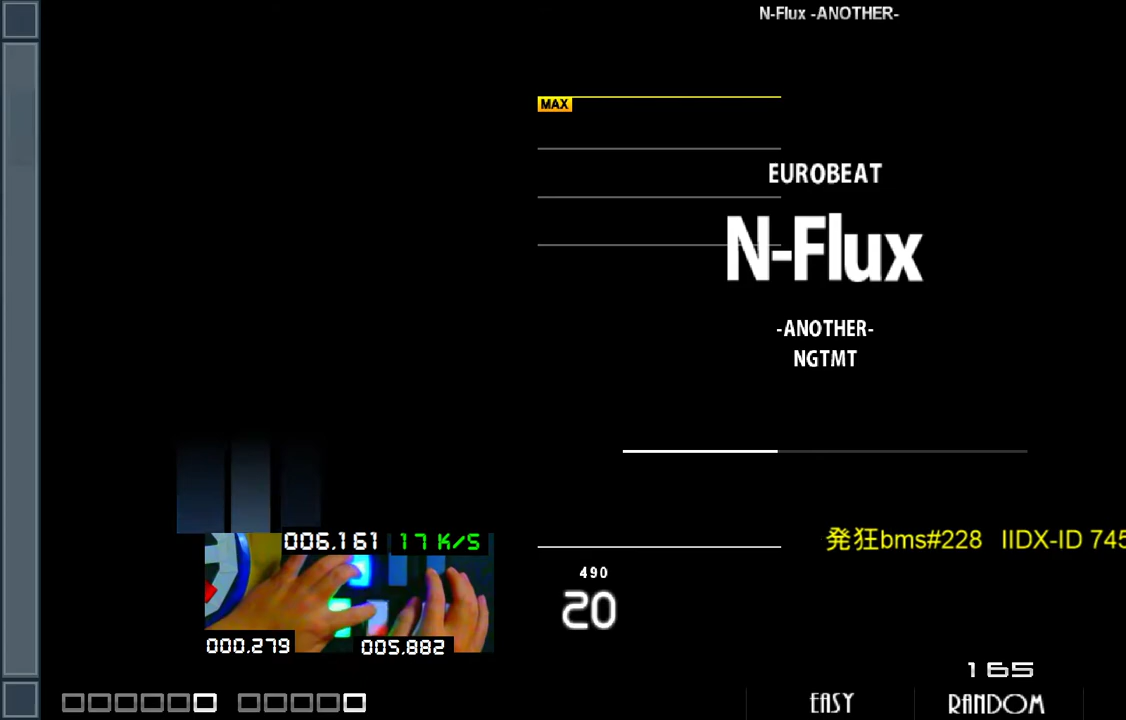 N-Flux -ANOTHER-
MAX
EUROBEAT
N-Flux
-ANOTHER-
NGTMT
発狂bms#228 IIDX-ID 745
006.161
17 K/S
000.279
005.882
490
20
165
EASY
RANDOM